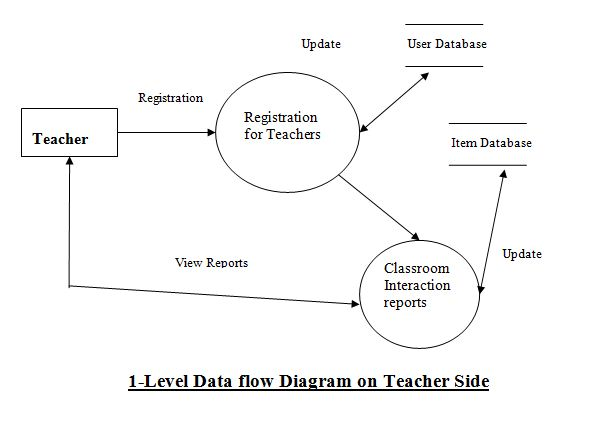 Update
User Database
Registration
Registration
for Teachers
Teacher
Item Database
View Reports
Update
Classroom
Interaction
reports
1-Level Data flow Diagram on Teacher Side